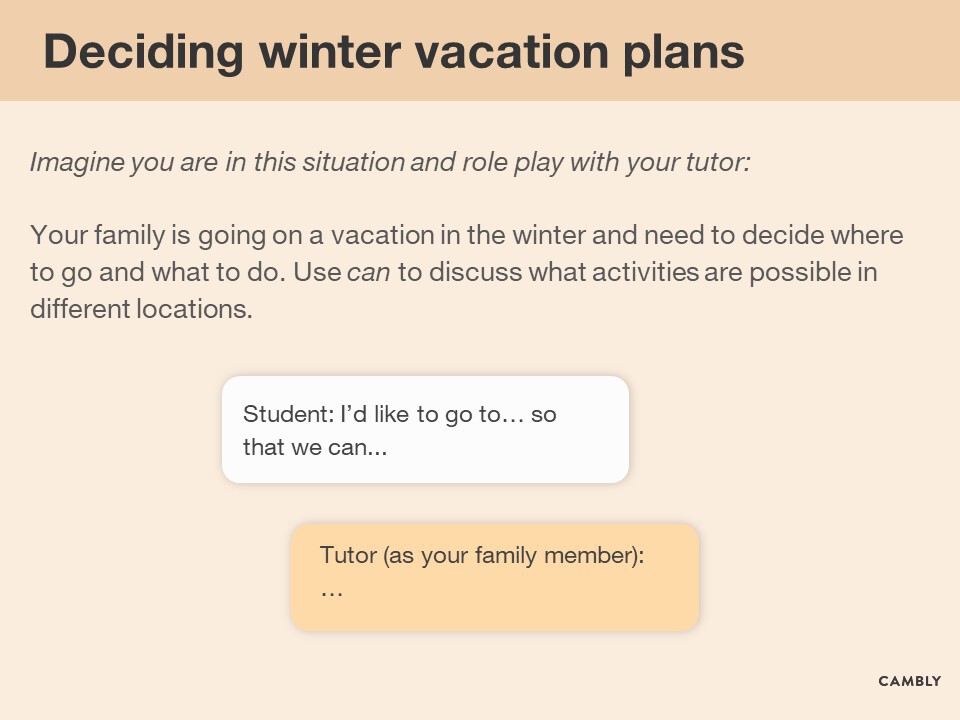 Deciding winter vacation plans
Imagine you are in this situation and role play with your tutor:
Your family is going on a vacation in the winter and need to decide where
to go and what to do. Use can to discuss what activities are possible in
different locations.
Student: I’d like to go to… so
that we can...
Tutor (as your family member):
…
CAMBLY